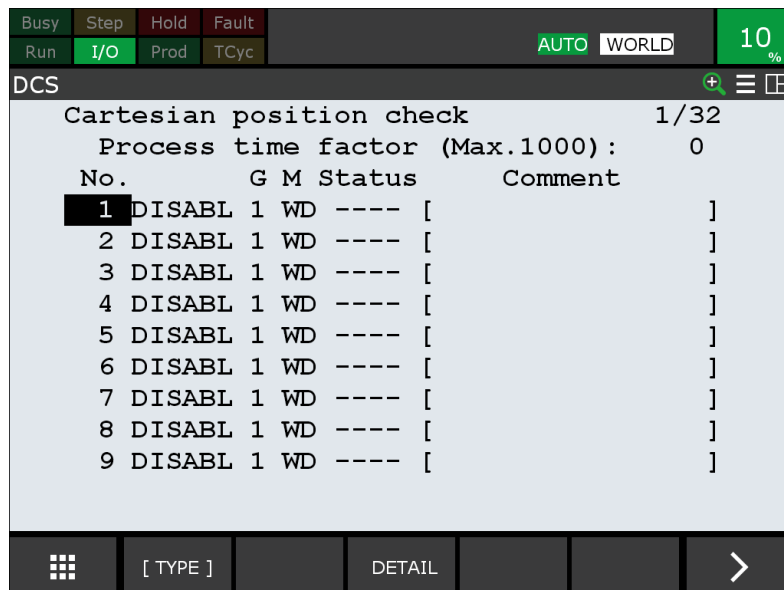 Busy Step Hold Fault
Run I/O Prod TCyc AUTO WORLD 10 %
DCS
Cartesian position check 1/32
Process time factor (Max.1000): 0
No. G M Status Comment
1 DISABL 1 WD ---- [ ]
2 DISABL 1 WD ---- [ ]
3 DISABL 1 WD ---- [ ]
4 DISABL 1 WD ---- [ ]
5 DISABL 1 WD ---- [ ]
6 DISABL 1 WD ---- [ ]
7 DISABL 1 WD ---- [ ]
8 DISABL 1 WD ---- [ ]
9 DISABL 1 WD ---- [ ]
[ TYPE ] DETAIL